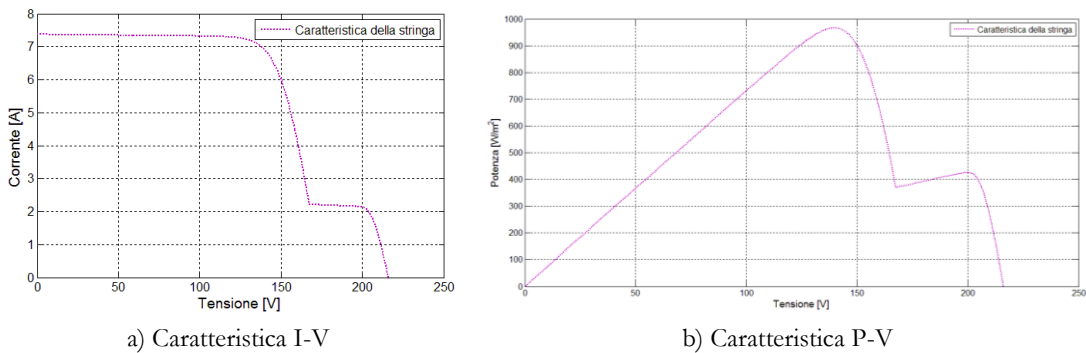 Caratteristica della stringa
8
7
6
5
4
3
2
1
0
0 50 100 150 200 250
Corrente [A]
Tensione [V]
a) Caratteristica I-V
Caratteristica della stringa
1000
900
800
700
600
500
400
300
200
100
0
0 50 100 150 200 250
Potenza [W/m²]
Tensione [V]
b) Caratteristica P-V